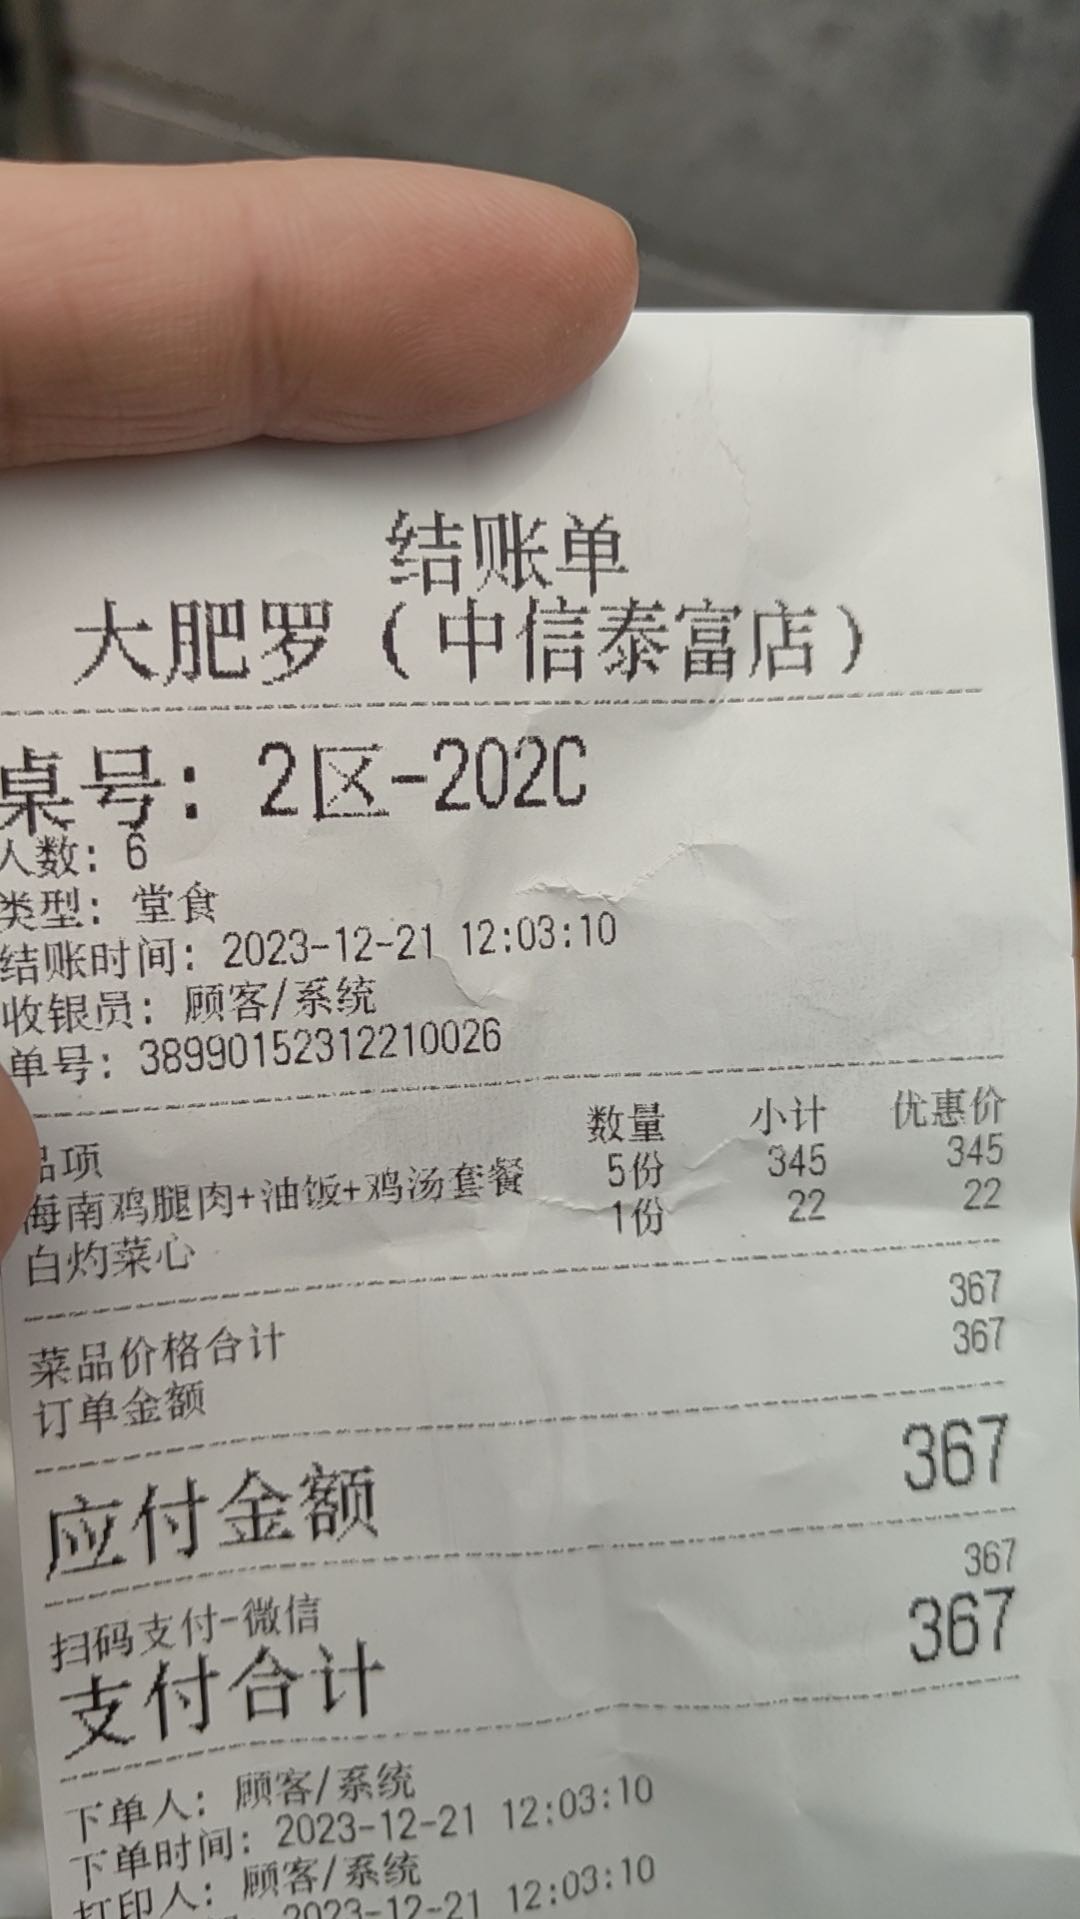 结账单
大肥罗(中信泰富店)
桌号: 2区-202C
人数: 6
类型: 堂食
结账时间: 2023-12-21 12:03:10
收银员: 顾客/系统
单号: 38990152312210026
品项 数量 小计 优惠价
海南鸡腿肉+油饭+鸡汤套餐 5份 345 345
白灼菜心 1份 22 22
菜品价格合计 367
订单金额 367
应付金额 367
扫码支付-微信 367
支付合计 367
下单人: 顾客/系统
下单时间: 2023-12-21 12:03:10
打印人: 顾客/系统
2023-12-21 12:03:10